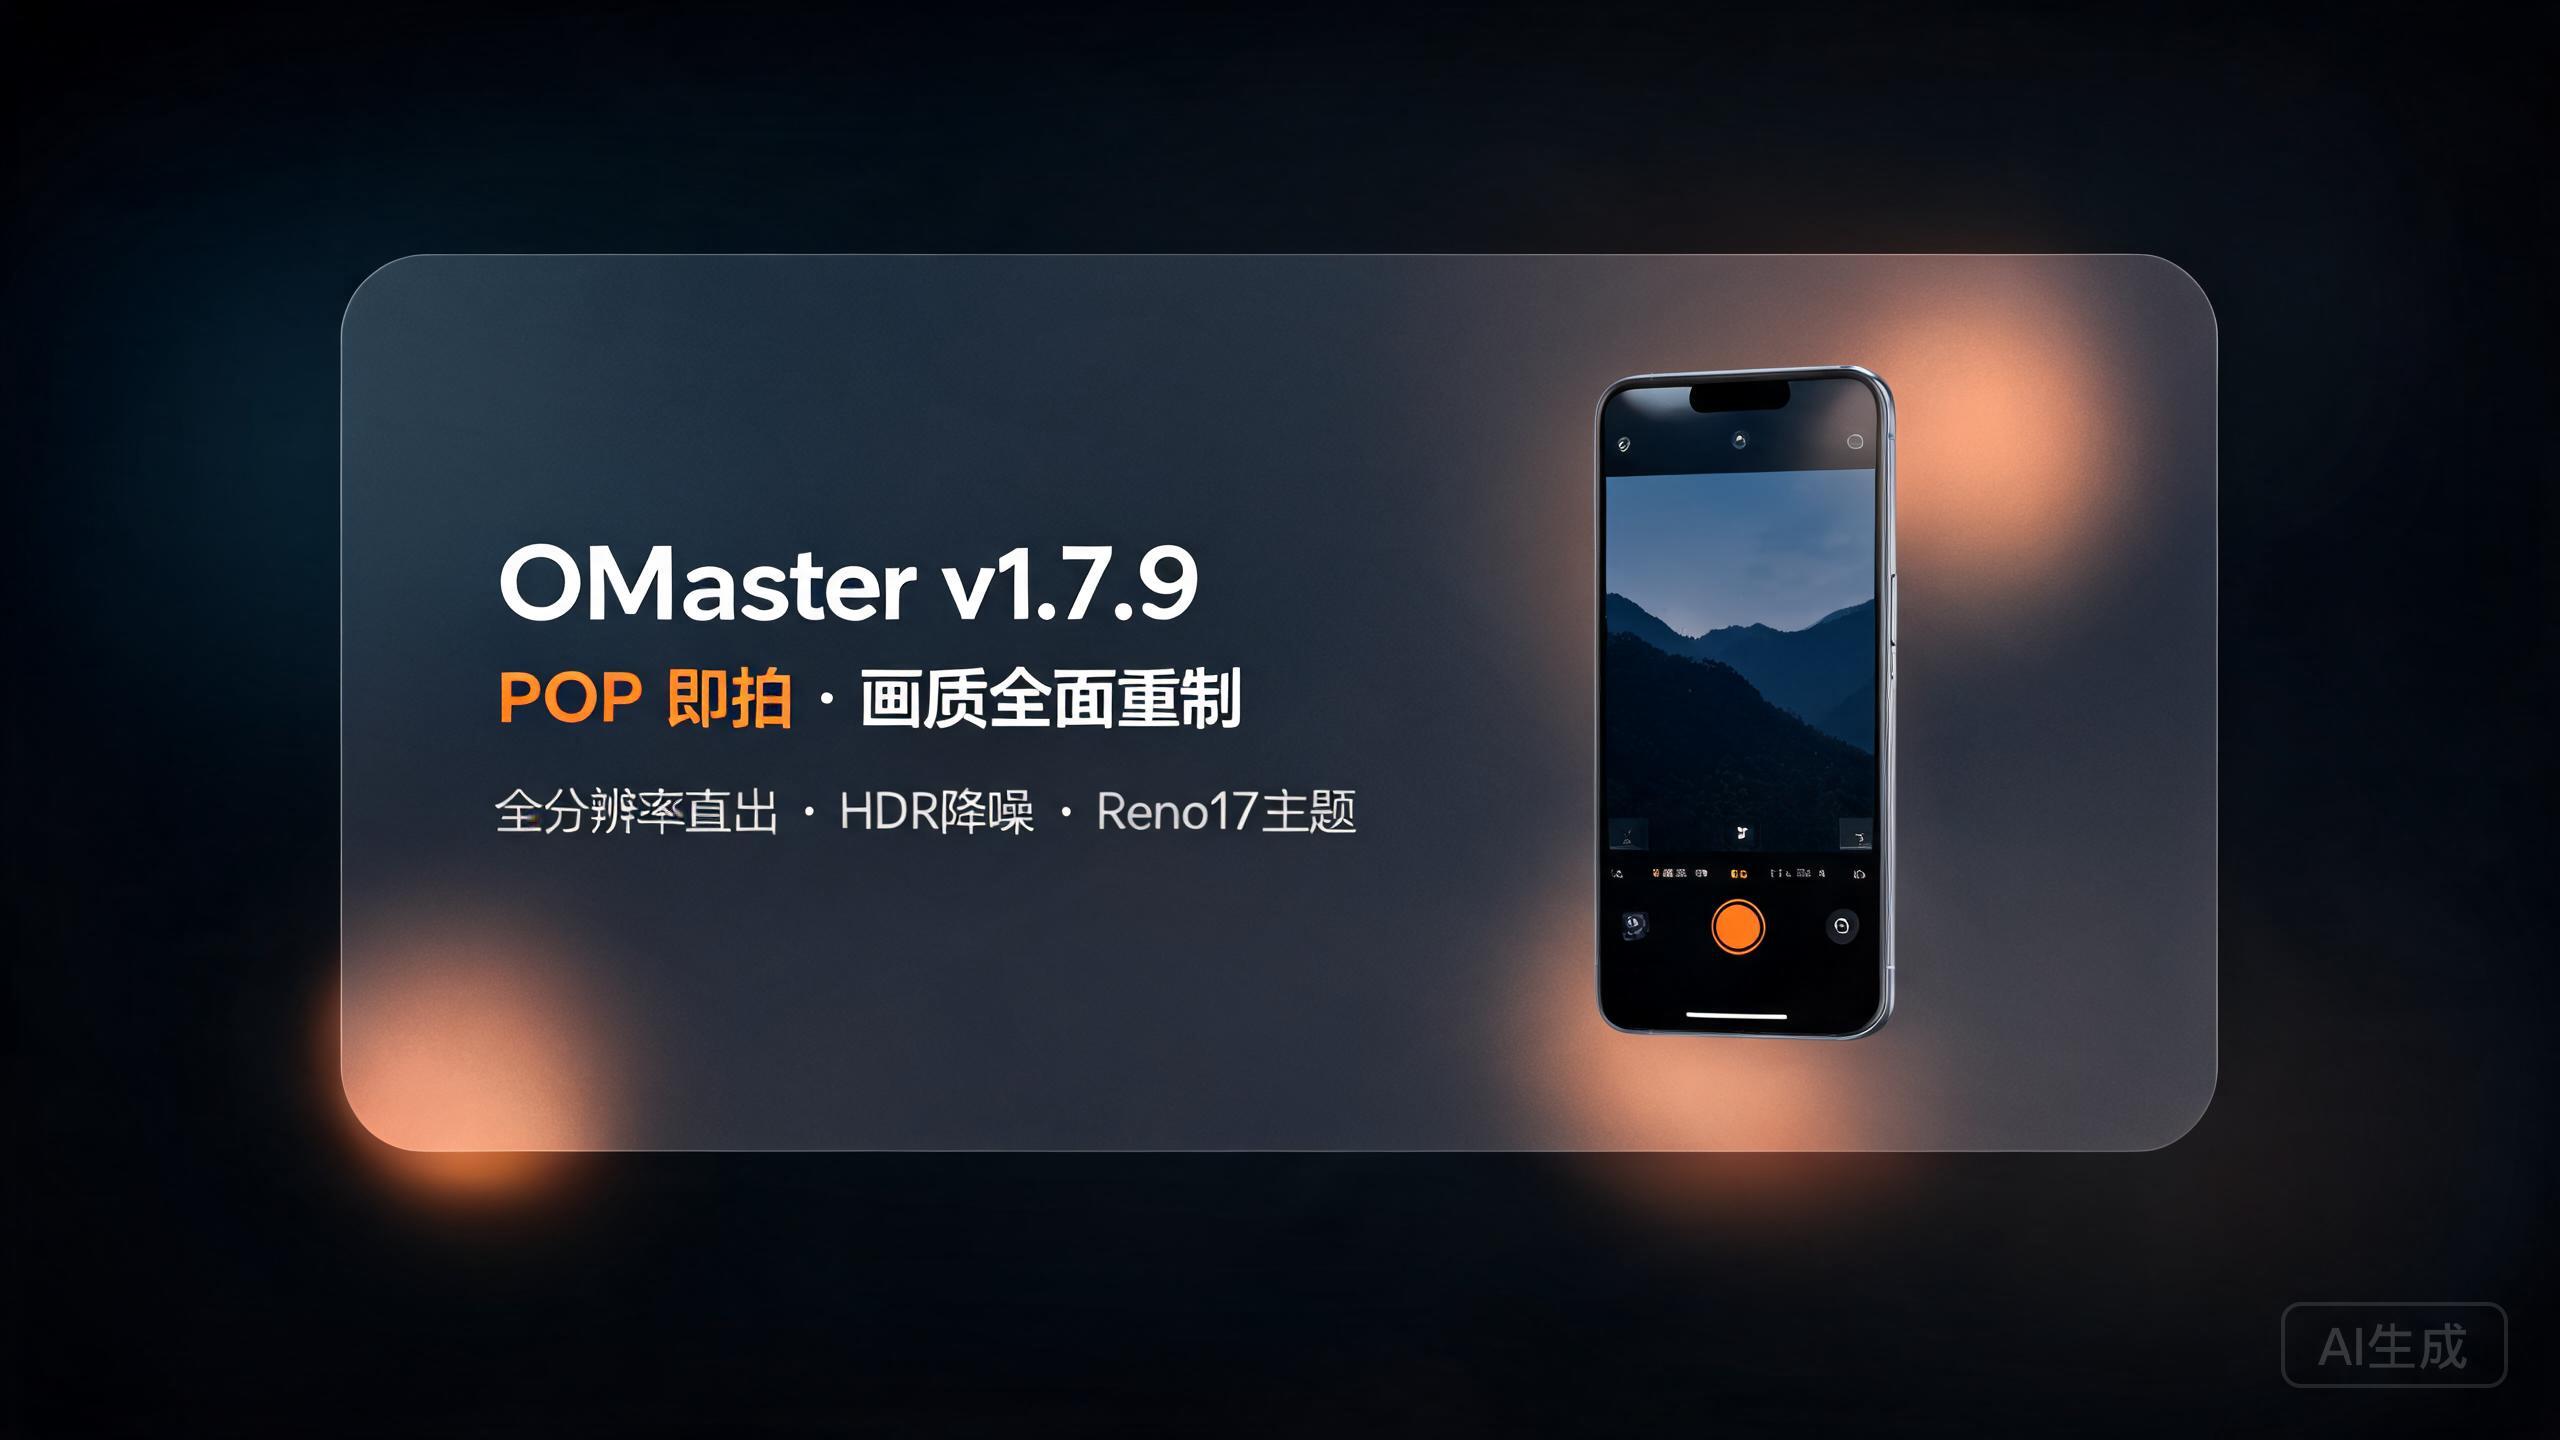 OMaster v1.7.9
POP 即拍 · 画质全面重制
全分辨率直出 · HDR降噪 · Reno17主题
AI生成